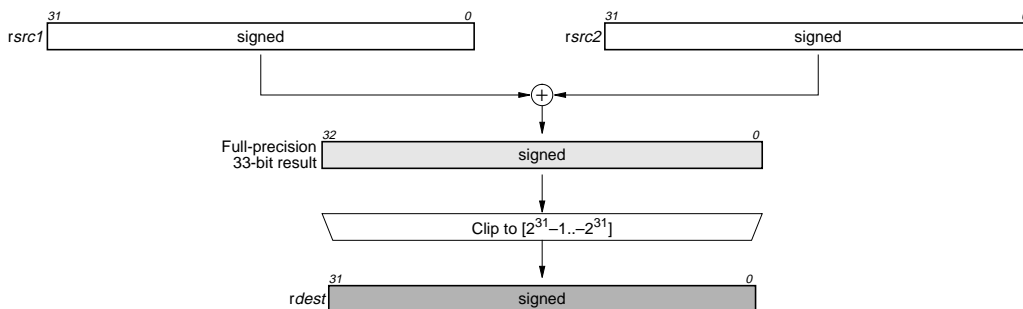 31 0 31 0
rsrc1 signed rsrc2 signed
+
32 0
Full-precision
33-bit result
signed
Clip to [2^31–1..–2^31]
31 0
rdest signed